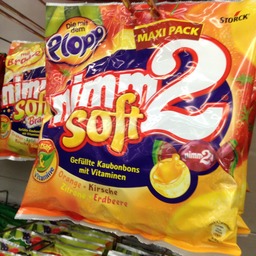 Die mit dem
Plopp
MAXI PACK
STORCK
nimm2
soft
Gefüllte Kaubonbons
mit Vitaminen
nimm2
Orange • Kirsche
Erdbeere
nimm
soft
Vitamine